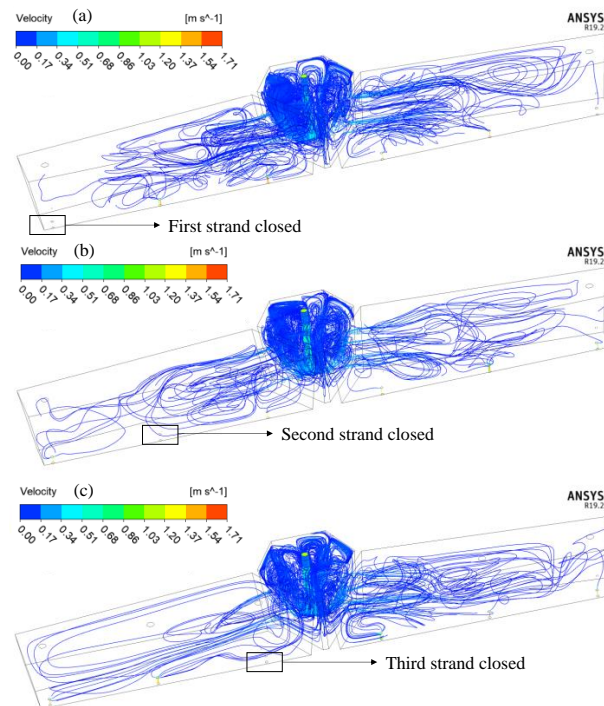 Velocity (a) [m s^-1]
0.00 0.17 0.34 0.51 0.68 0.86 1.03 1.20 1.37 1.54 1.71
ANSYS
R19.2
First strand closed
Velocity (b) [m s^-1]
0.00 0.17 0.34 0.51 0.68 0.86 1.03 1.20 1.37 1.54 1.71
ANSYS
R19.2
Second strand closed
Velocity (c) [m s^-1]
0.00 0.17 0.34 0.51 0.68 0.86 1.03 1.20 1.37 1.54 1.71
ANSYS
R19.2
Third strand closed